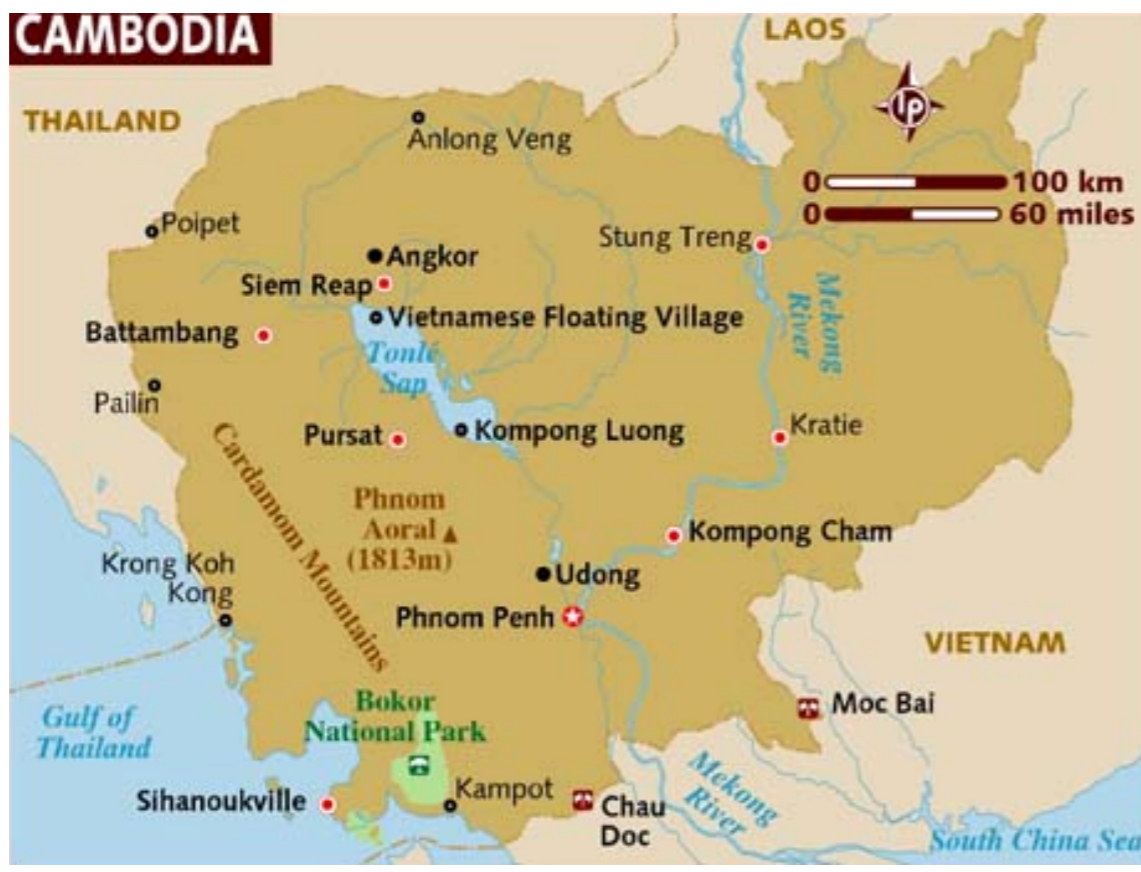 CAMBODIA
LAOS
THAILAND
Anlong Veng
lp
0 100 km
0 60 miles
Poipet
Stung Treng
Angkor
Siem Reap
Vietnamese Floating Village
Mekong
River
Battambang
Tonlé
Sap
Pailin
Pursat
Kompong Luong
Kratie
Cardamom Mountains
Phnom
Aoral
(1813m)
Kompong Cham
Krong Koh
Kong
Udong
Phnom Penh
VIETNAM
Bokor
National Park
Moc Bai
Gulf of
Thailand
Mekong
River
Sihanoukville
Kampot
Chau
Doc
South China Sea